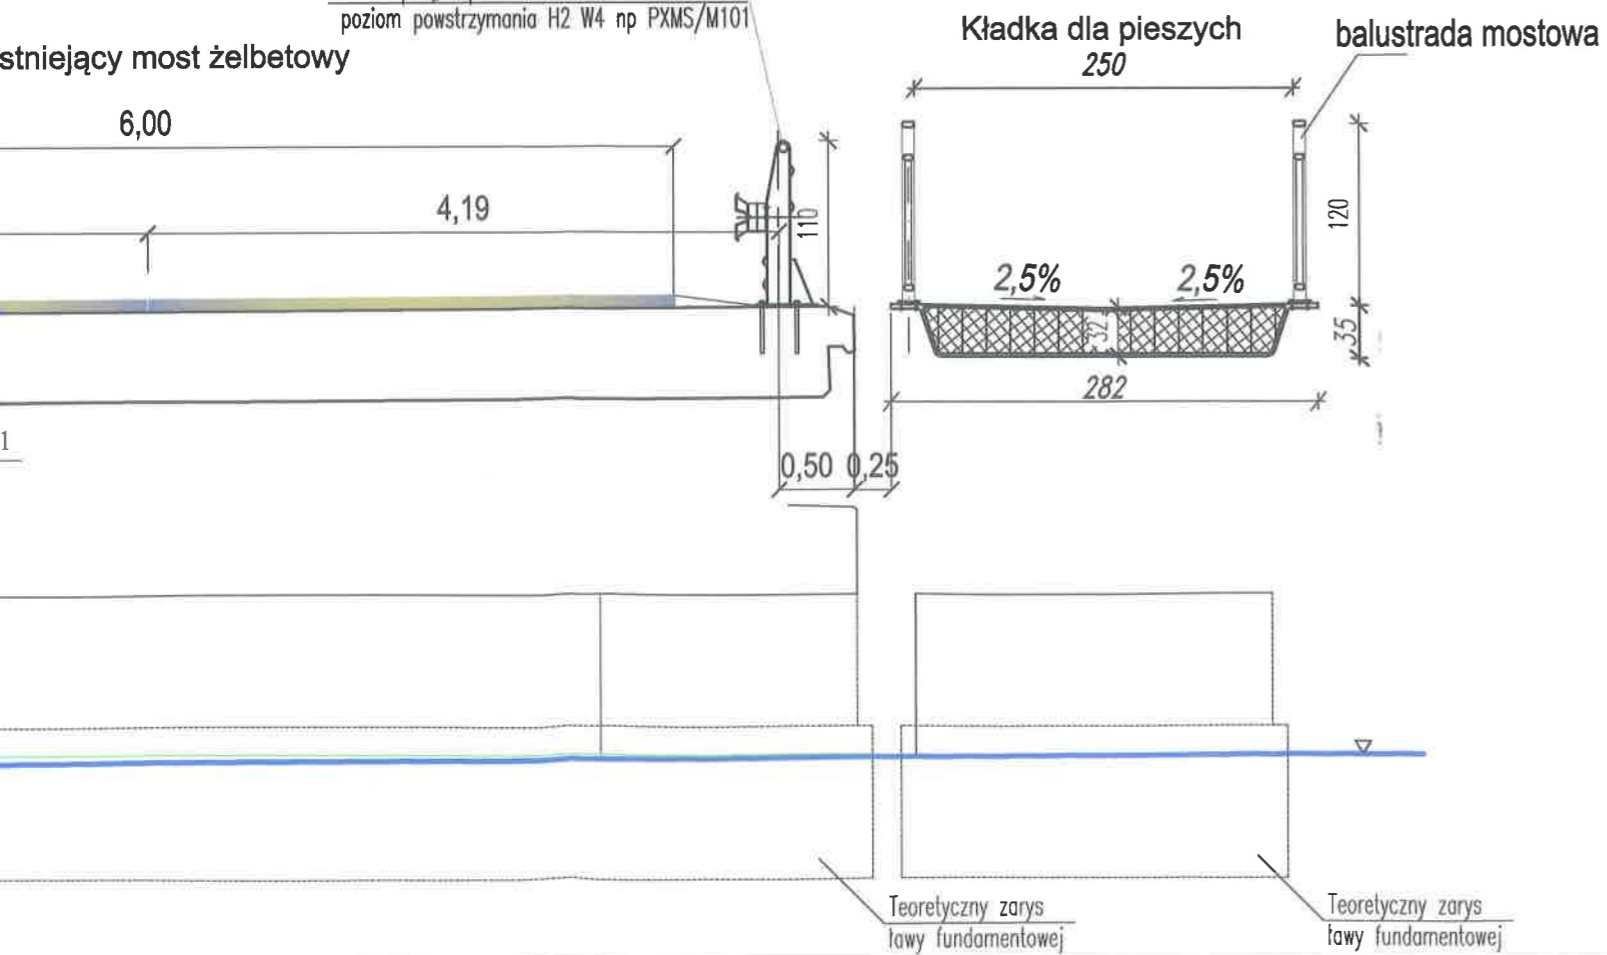 poziom powstrzymania H2 W4 np PXMS/M101
stniejący most żelbetowy
6,00
4,19
110
Kładka dla pieszych
250
balustrada mostowa
120
2,5%
2,5%
32
35
282
1
0,50
0,25
Teoretyczny zarys
ławy fundamentowej
Teoretyczny zarys
ławy fundamentowej